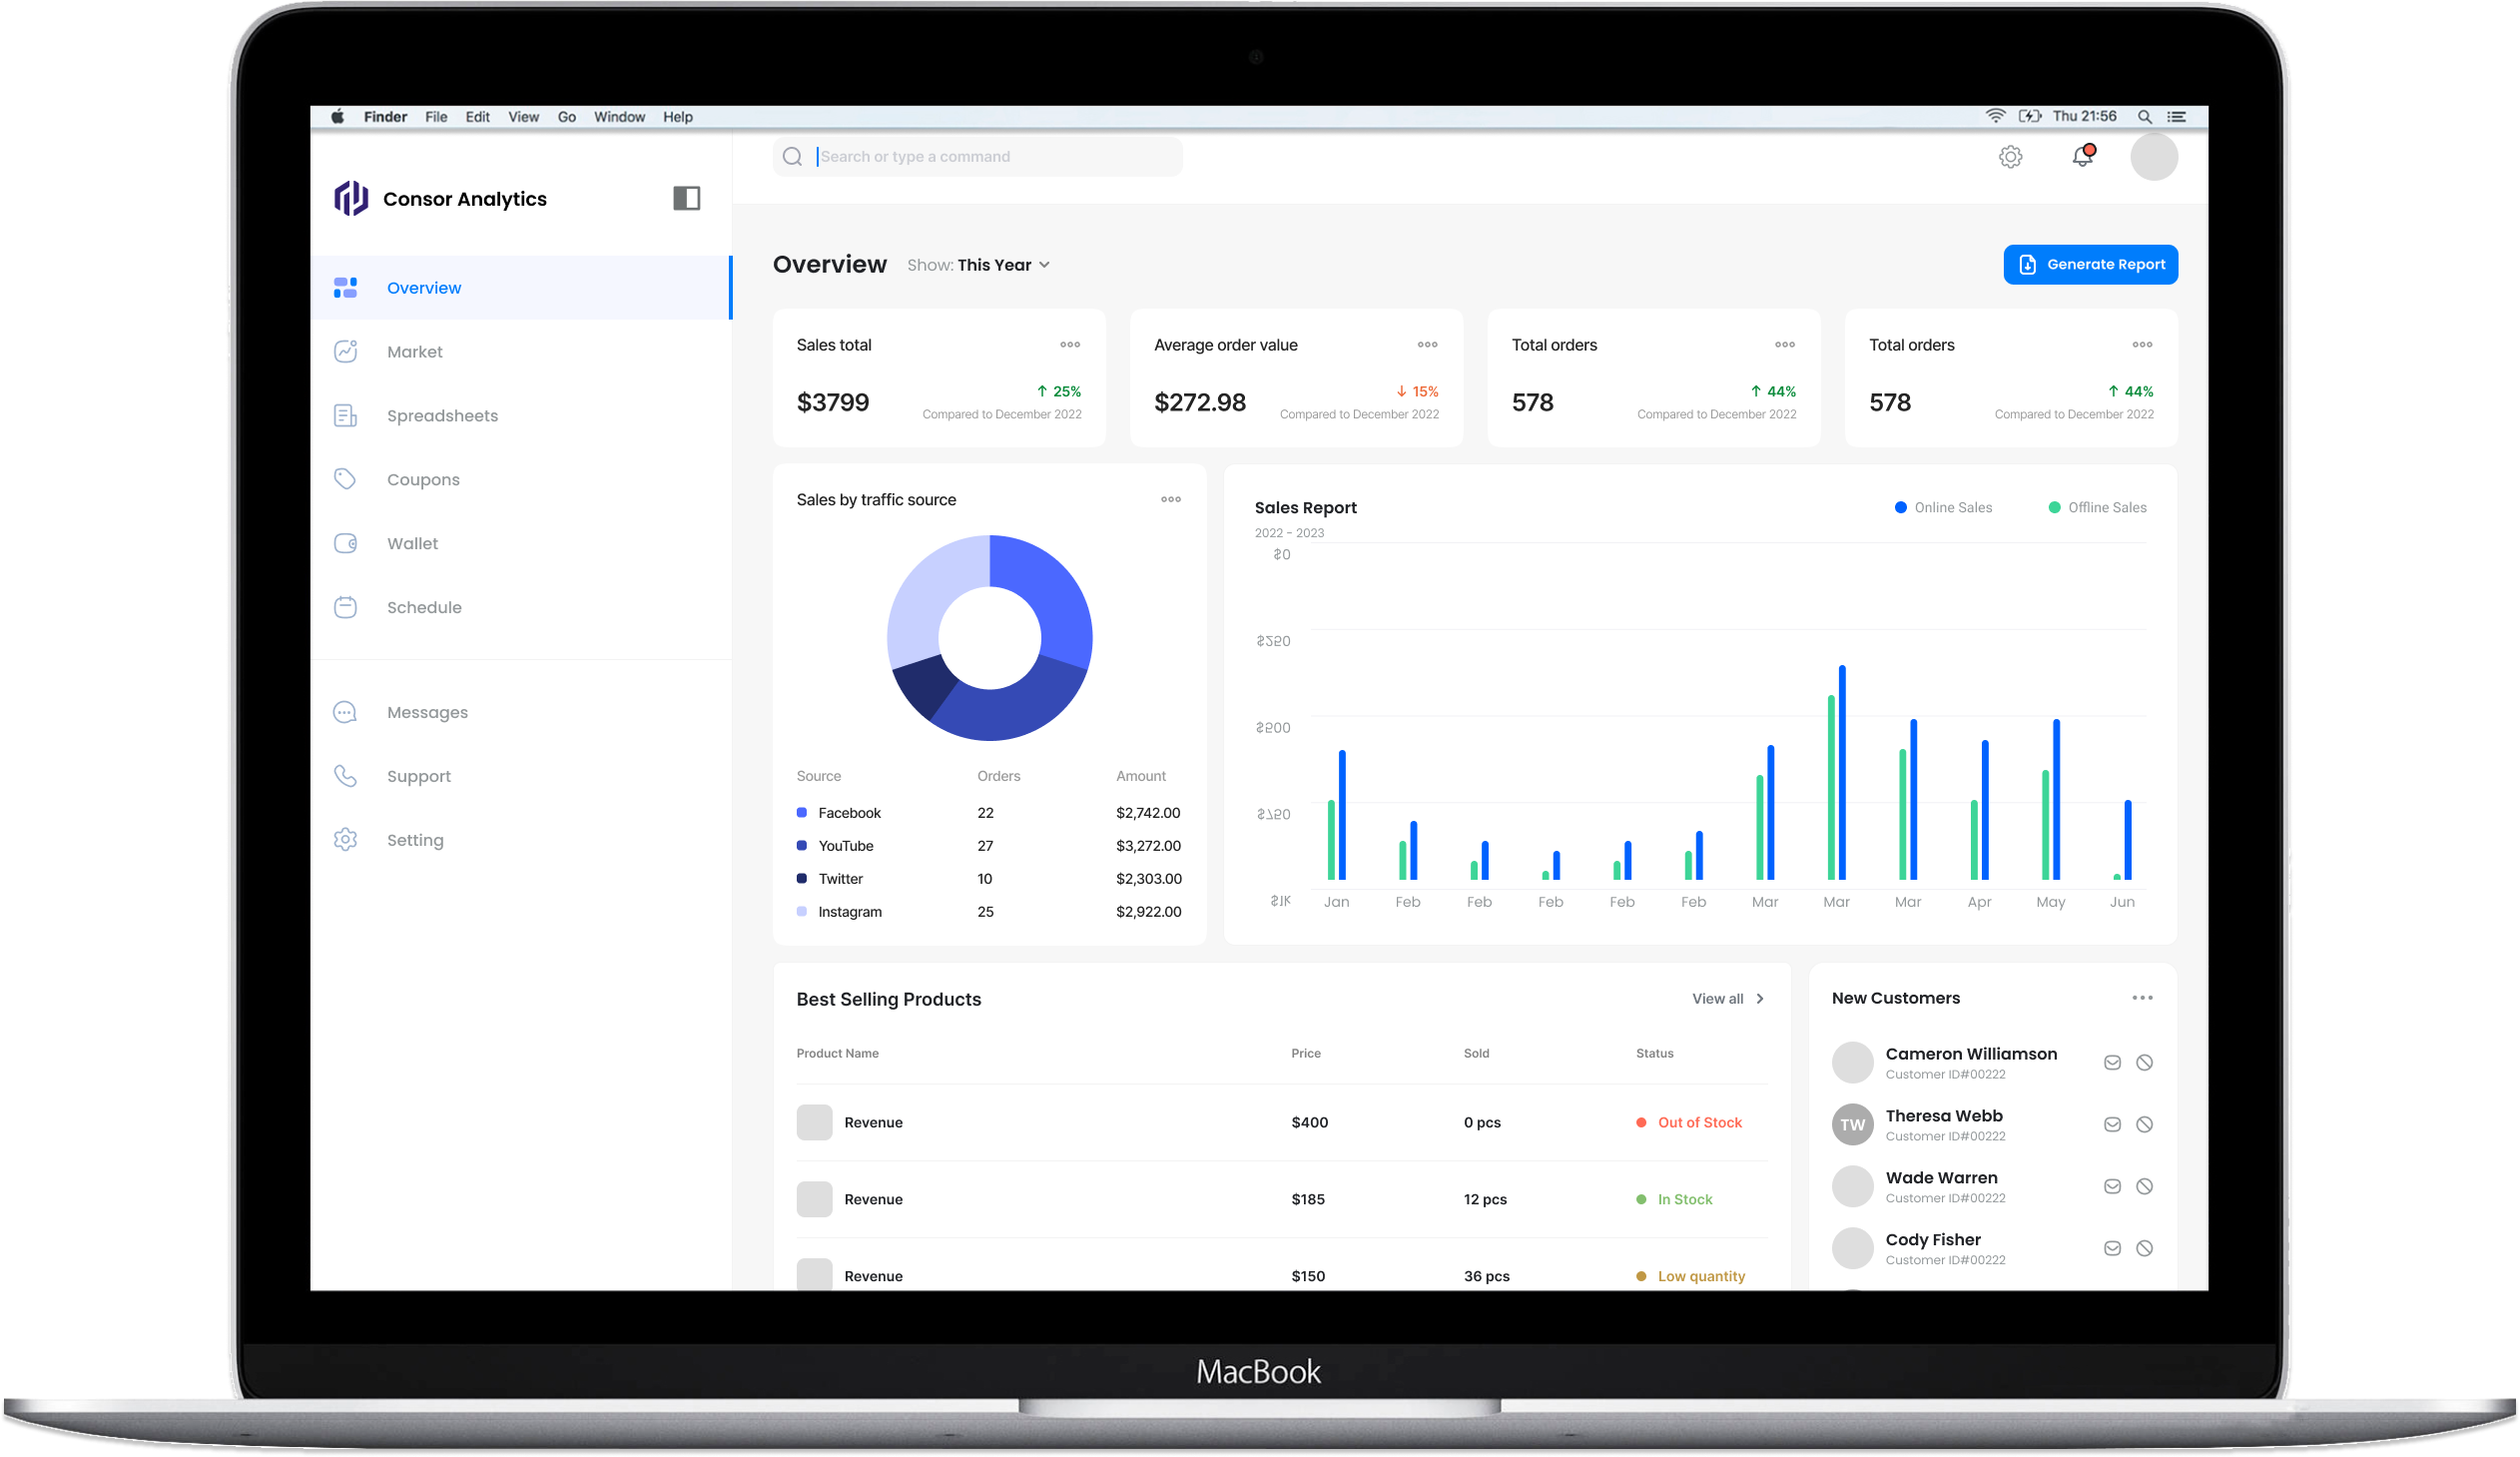 Finder File Edit View Go Window Help Thu 21:56
Search or type a command
Consor Analytics
Overview
Market
Spreadsheets
Coupons
Wallet
Schedule
Messages
Support
Setting
Overview Show: This Year
Generate Report
Sales total
$3799
25%
Compared to December 2022
Average order value
$272.98
15%
Compared to December 2022
Total orders
578
44%
Compared to December 2022
Total orders
578
44%
Compared to December 2022
Sales by traffic source
Source Orders Amount
Facebook 22 $2,742.00
YouTube 27 $3,272.00
Twitter 10 $2,303.00
Instagram 25 $2,922.00
Sales Report
Online Sales Offline Sales
2022 - 2023
$0
$250
$500
$750
$1K
Jan Feb Feb Feb Feb Feb Mar Mar Mar Apr May Jun
Best Selling Products
View all
Product Name Price Sold Status
Revenue $400 0 pcs Out of Stock
Revenue $185 12 pcs In Stock
Revenue $150 36 pcs Low quantity
New Customers
Cameron Williamson
Customer ID#00222
TW
Theresa Webb
Customer ID#00222
Wade Warren
Customer ID#00222
Cody Fisher
Customer ID#00222
MacBook